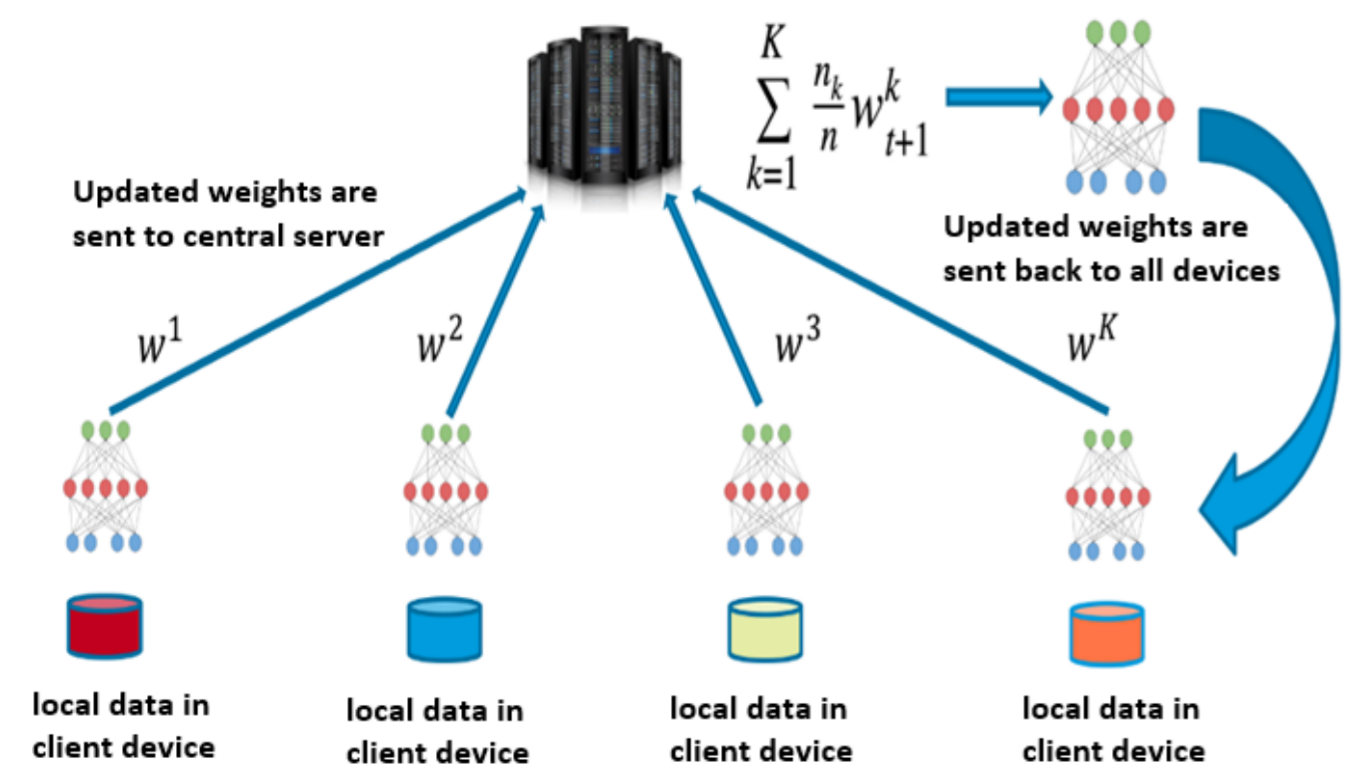 K
∑ n_k/n w^k_{t+1}
k=1
Updated weights are
sent to central server
Updated weights are
sent back to all devices
w^1
w^2
w^3
w^K
local data in
client device
local data in
client device
local data in
client device
local data in
client device